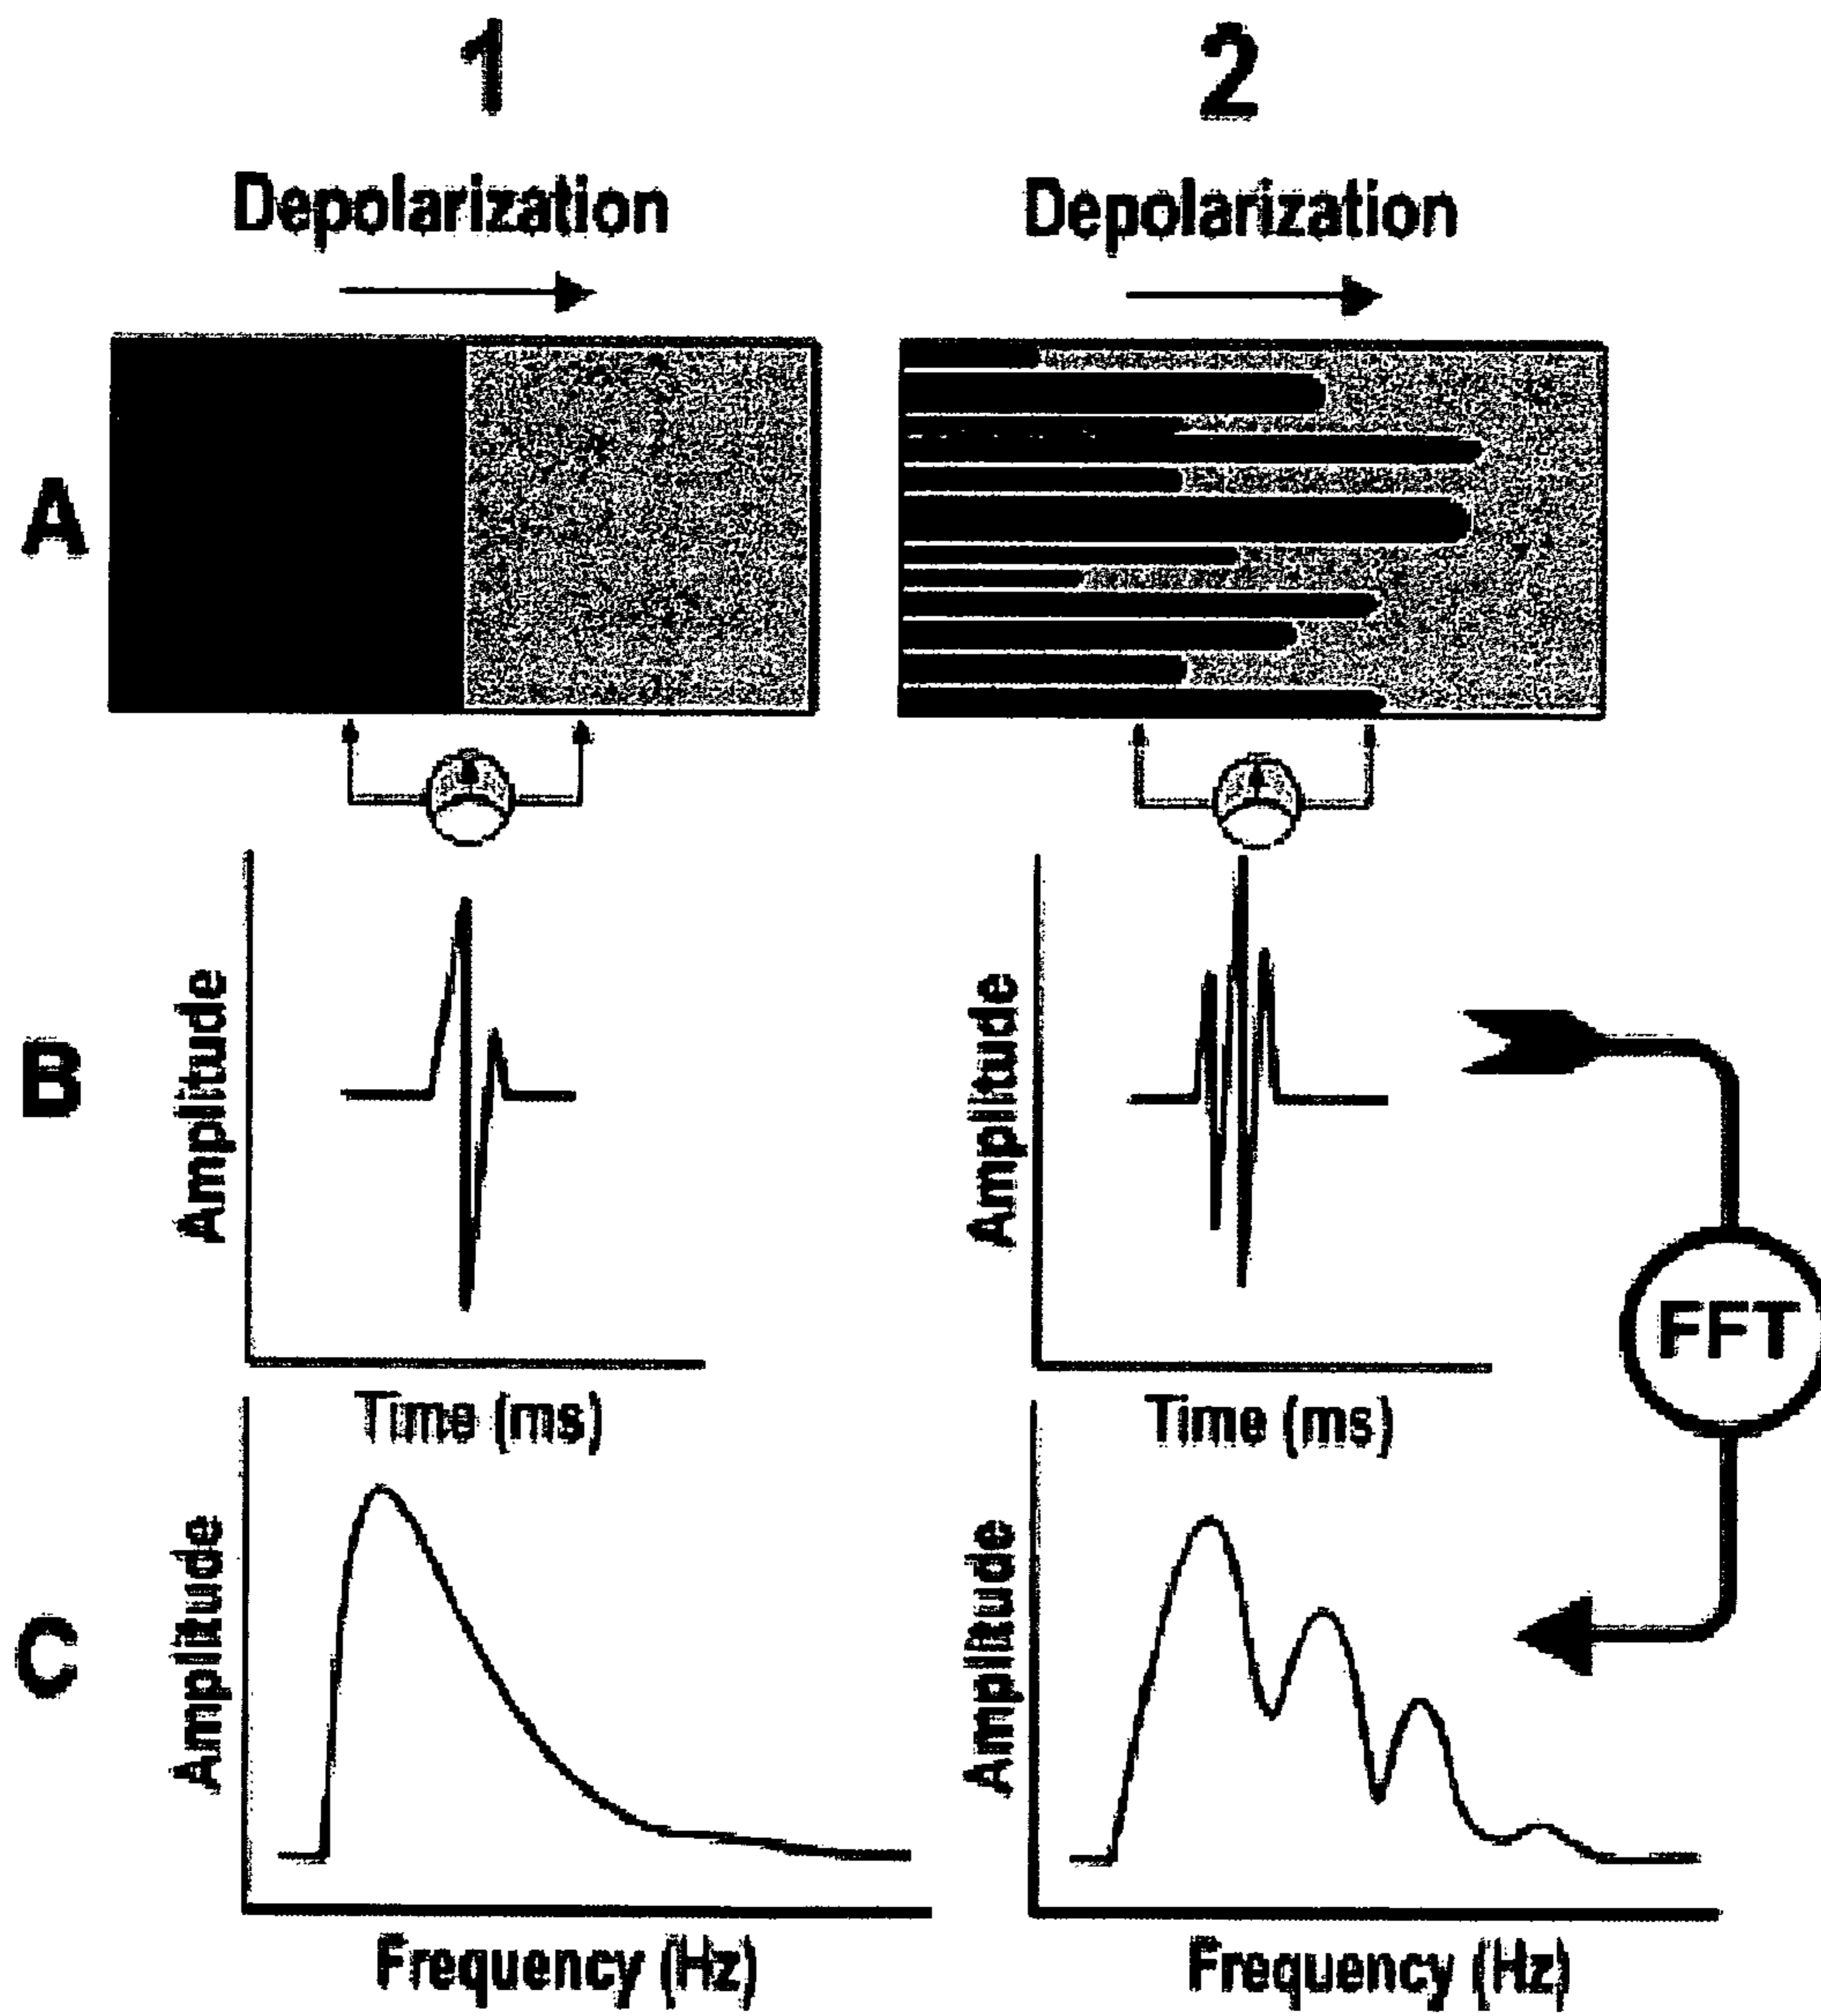 1
2
Depolarization
Depolarization
A
B
Amplitude
Amplitude
FFT
Time (ms)
Time (ms)
C
Amplitude
Amplitude
Frequency (Hz)
Frequency (Hz)